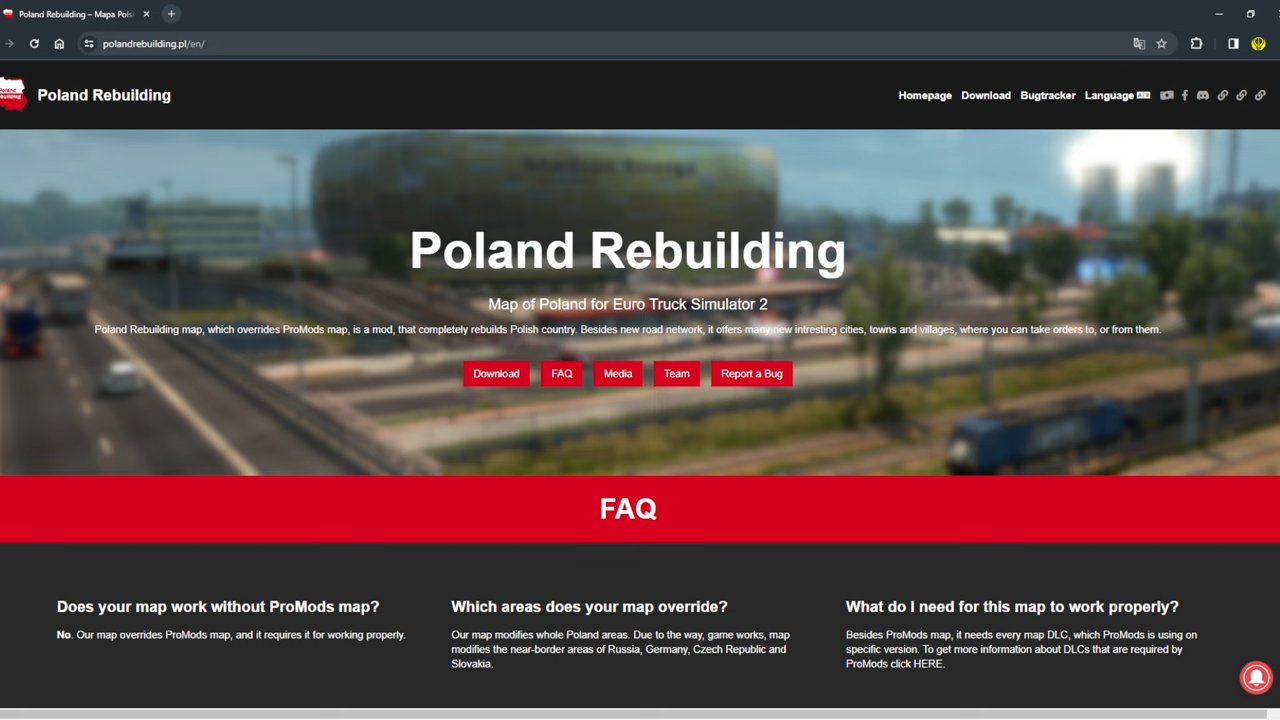 Poland Rebuilding – Mapa Pols
polandrebuilding.pl/en/
Poland Rebuilding
Homepage Download Bugtracker Language
Poland Rebuilding
Map of Poland for Euro Truck Simulator 2
Poland Rebuilding map, which overrides ProMods map, is a mod, that completely rebuilds Polish country. Besides new road network, it offers many new intresting cities, towns and villages, where you can take orders to, or from them.
Download FAQ Media Team Report a Bug
FAQ
Does your map work without ProMods map?
No. Our map overrides ProMods map, and it requires it for working properly.
Which areas does your map override?
Our map modifies whole Poland areas. Due to the way, game works, map
modifies the near-border areas of Russia, Germany, Czech Republic and
Slovakia.
What do I need for this map to work properly?
Besides ProMods map, it needs every map DLC, which ProMods is using on
specific version. To get more information about DLCs that are required by
ProMods click HERE.